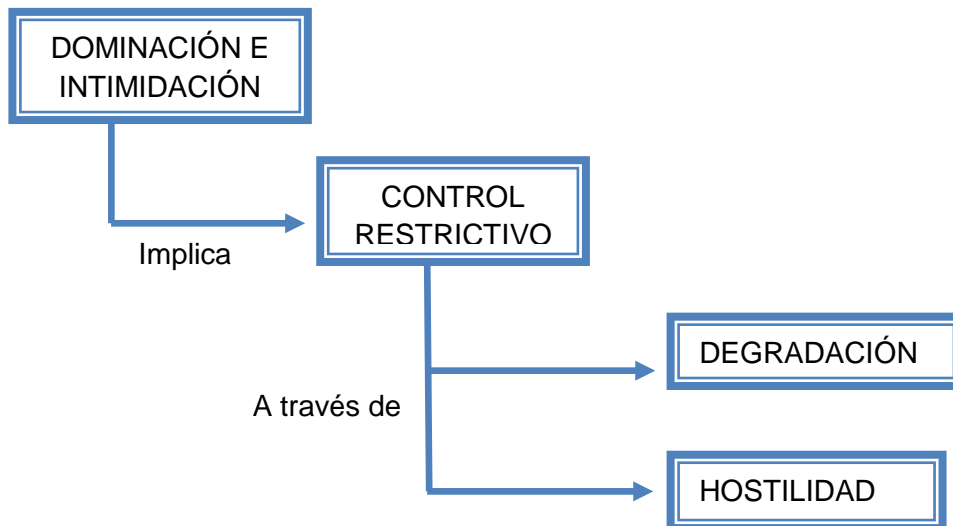 DOMINACIÓN E
INTIMIDACIÓN
CONTROL
RESTRICTIVO
Implica
DEGRADACIÓN
A través de
HOSTILIDAD